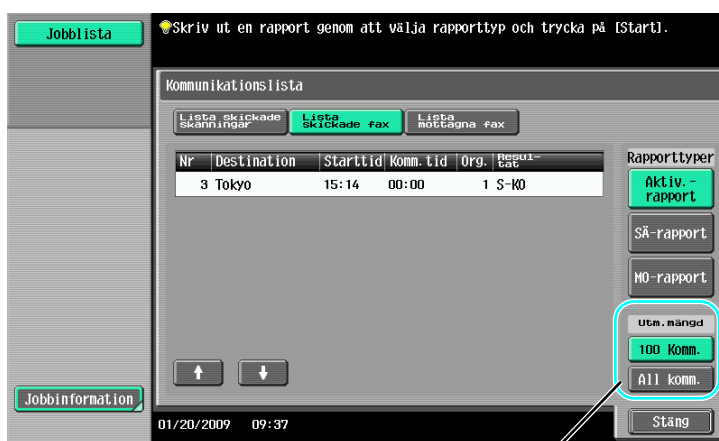 Jobblista
Skriv ut en rapport genom att välja rapporttyp och trycka på [Start].
Kommunikationslista
Lista skickade
skanningar
Lista
skickade fax
Lista
mottagna fax
Nr Destination Starttid Komm.tid Org. Resul-
tat
3 Tokyo 15:14 00:00 1 S-KO
Rapporttyper
Aktiv.-
rapport
SÄ-rapport
MO-rapport
Utm.mängd
100 Komm.
All komm.
Jobbinformation
01/20/2009 09:37
Stäng